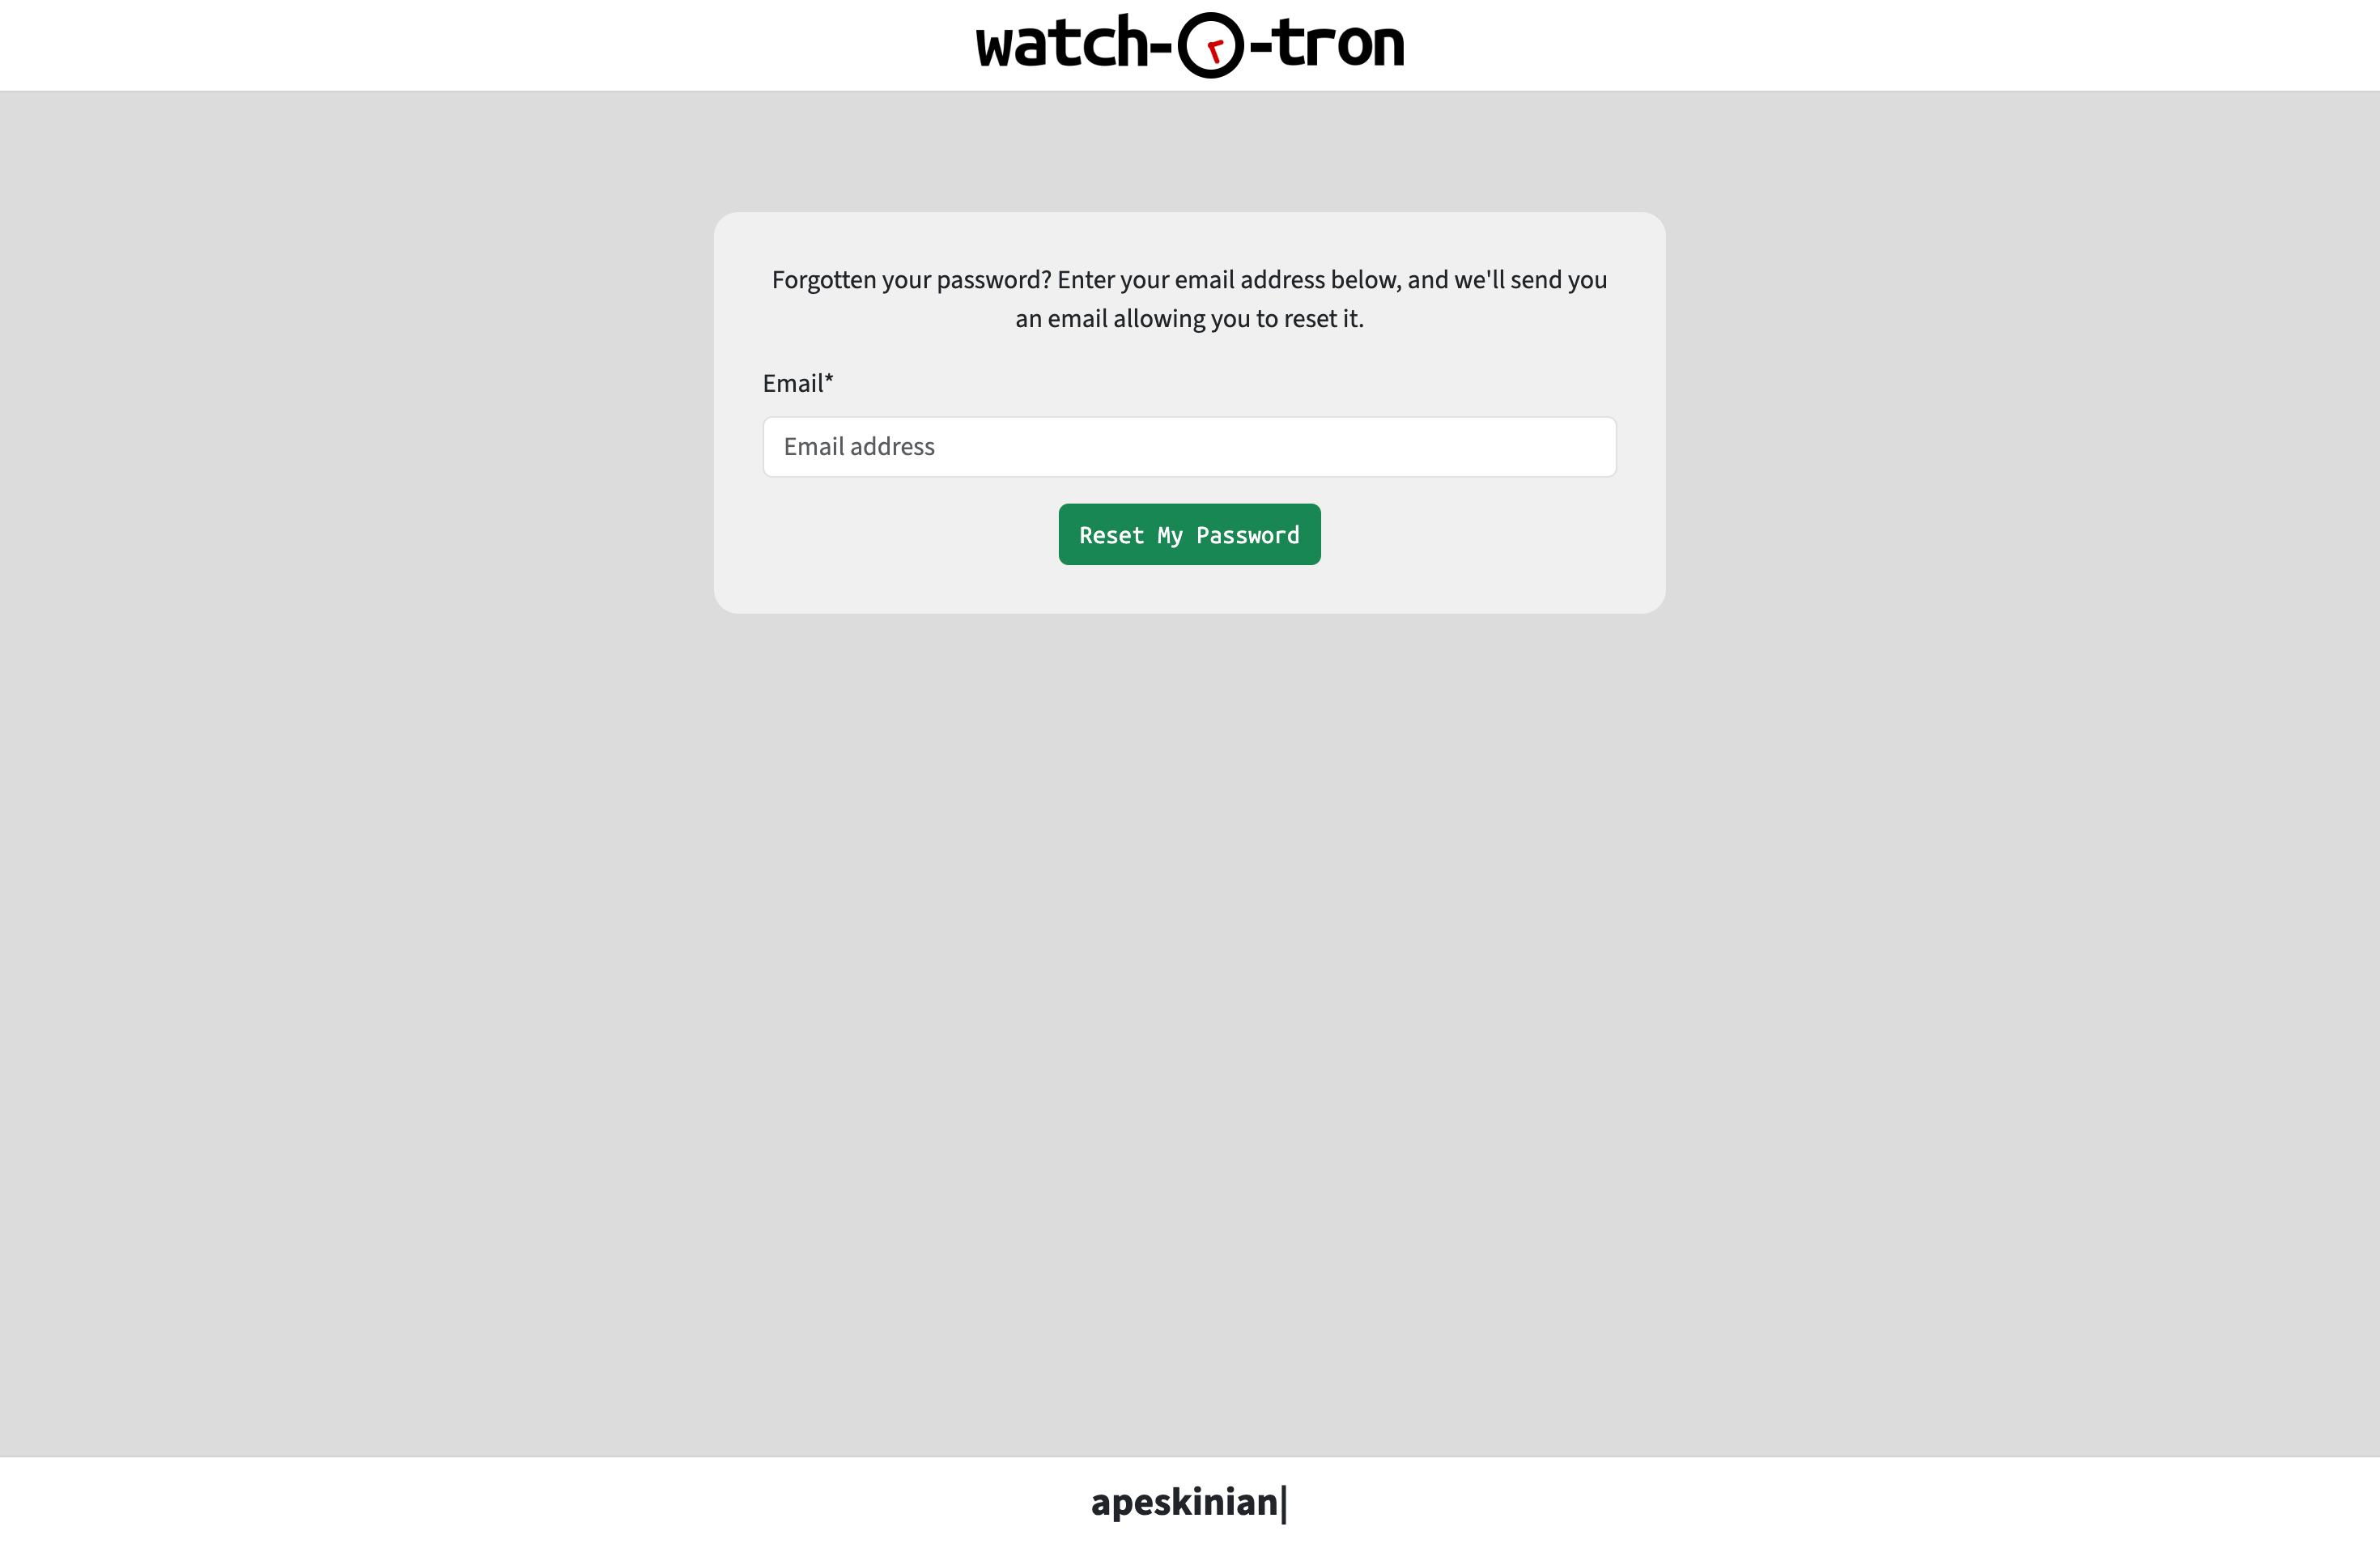 watch-O-tron
Forgotten your password? Enter your email address below, and we'll send you
an email allowing you to reset it.
Email*
Email address
Reset My Password
apeskinian|